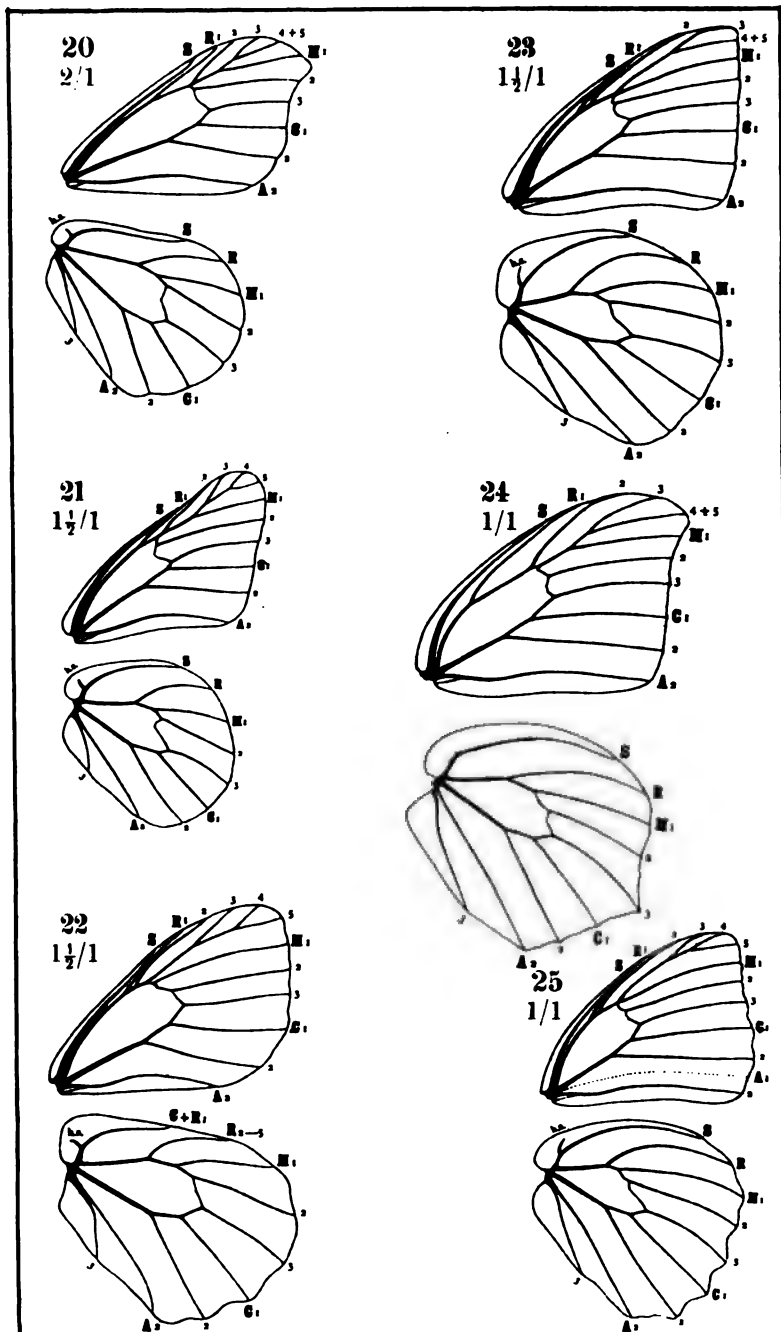 20
2/1
S R1 2 3 4+5 M1 2 3 C1 2 A2
h.a. S R M1 2 3 C1 2 A2 J
23
1½/1
S R1 2 3 4+5 M1 2 3 C1 2 A2
h.a. S R M1 2 3 C1 2 A2 J
21
1½/1
S R1 2 3 4 5 M1 2 3 C1 2 A2
h.a. S R M1 2 3 C1 2 A2 J
24
1/1
S R1 2 3 4+5 M1 2 3 C1 2 A2
S R M1 2 3 C1 2 A2 J
22
1½/1
S R1 2 3 4 5 M1 2 3 C1 2 A2
h.a. C+R1 R2—5 M1 2 3 C1 2 A2 J
25
1/1
S R1 2 3 4 5 M1 2 3 C1 2 A1 2
h.a. S R M1 2 3 C1 2 A2 J